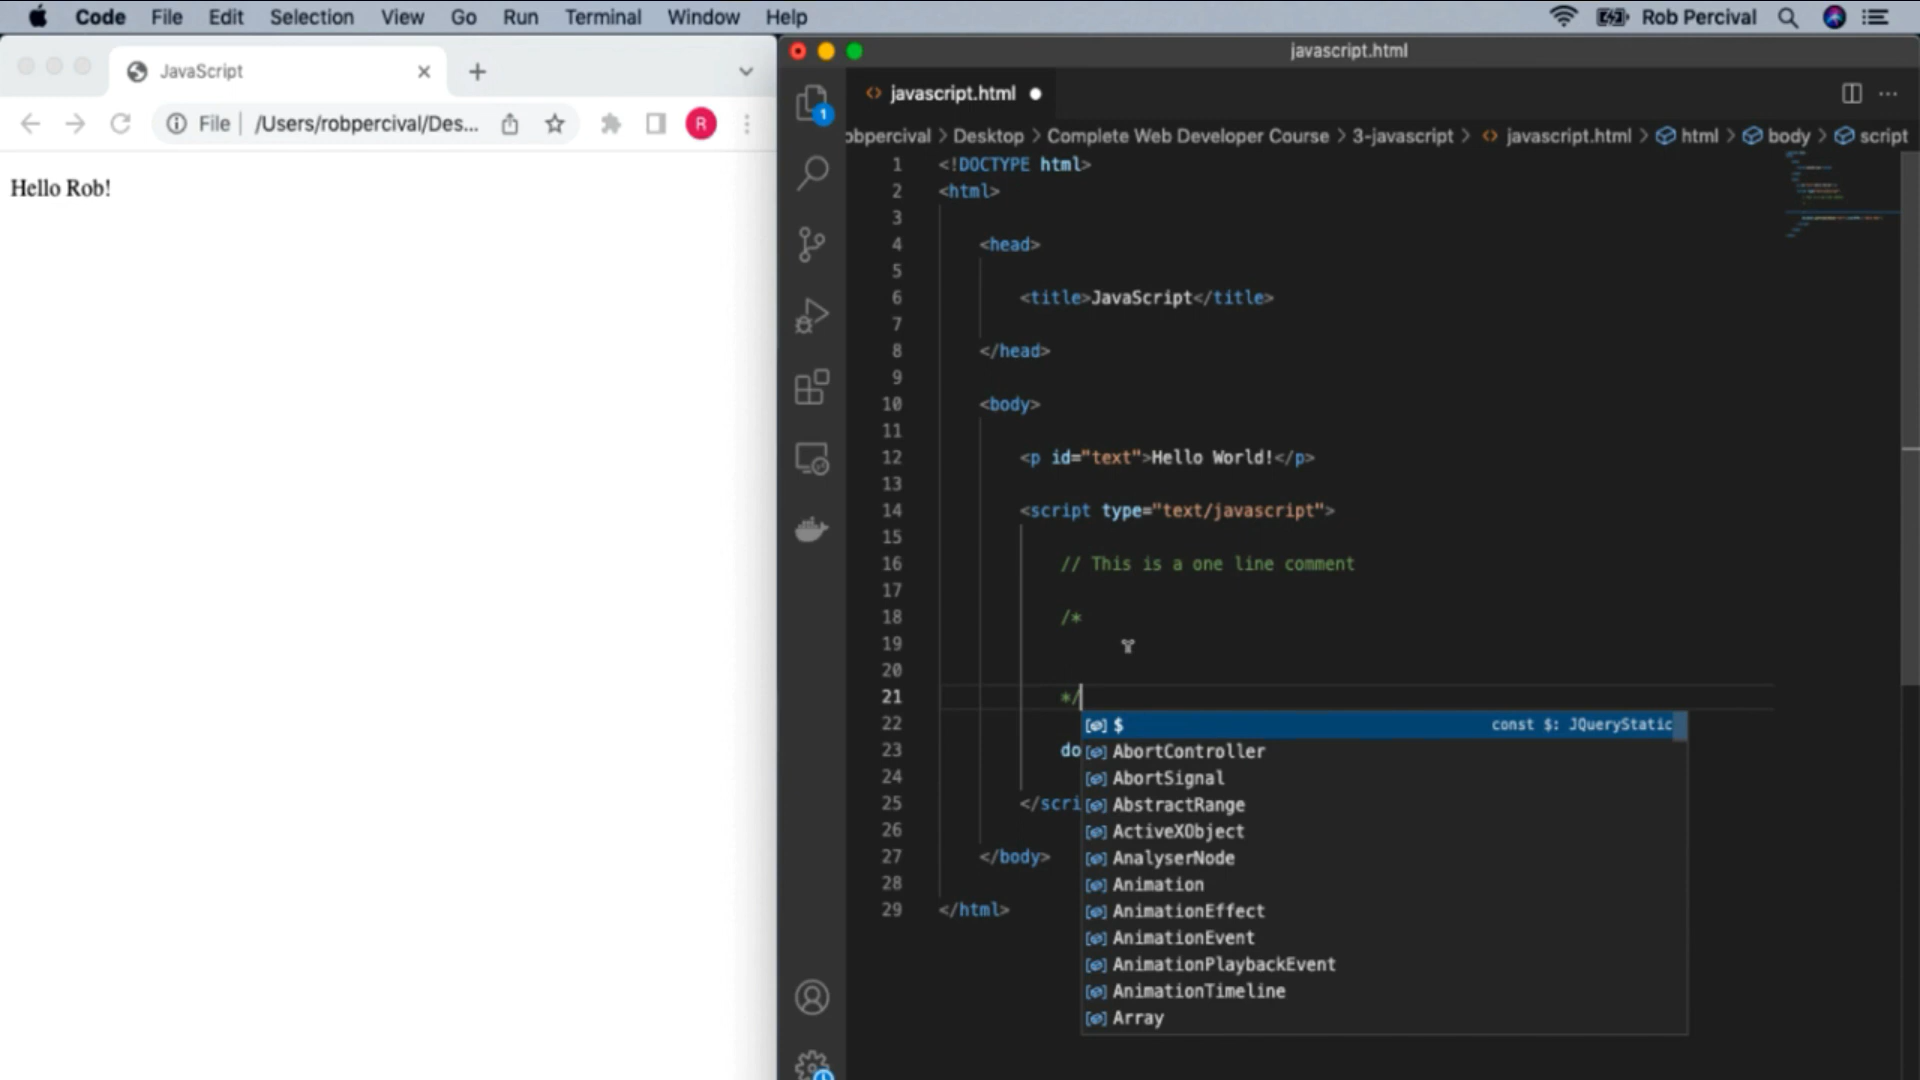 Code File Edit Selection View Go Run Terminal Window Help Rob Percival
JavaScript
File /Users/robpercival/Des... R
Hello Rob!
javascript.html
1
javascript.html
obpercival > Desktop > Complete Web Developer Course > 3-javascript > javascript.html > html > body > script
1 <!DOCTYPE html>
2 <html>
3
4 <head>
5
6 <title>JavaScript</title>
7
8 </head>
9
10 <body>
11
12 <p id="text">Hello World!</p>
13
14 <script type="text/javascript">
15
16 // This is a one line comment
17
18 /*
19
20
21 */
22
23 do
24
25 </scri
26
27 </body>
28
29 </html>
$ const $: JQueryStatic
AbortController
AbortSignal
AbstractRange
ActiveXObject
AnalyserNode
Animation
AnimationEffect
AnimationEvent
AnimationPlaybackEvent
AnimationTimeline
Array